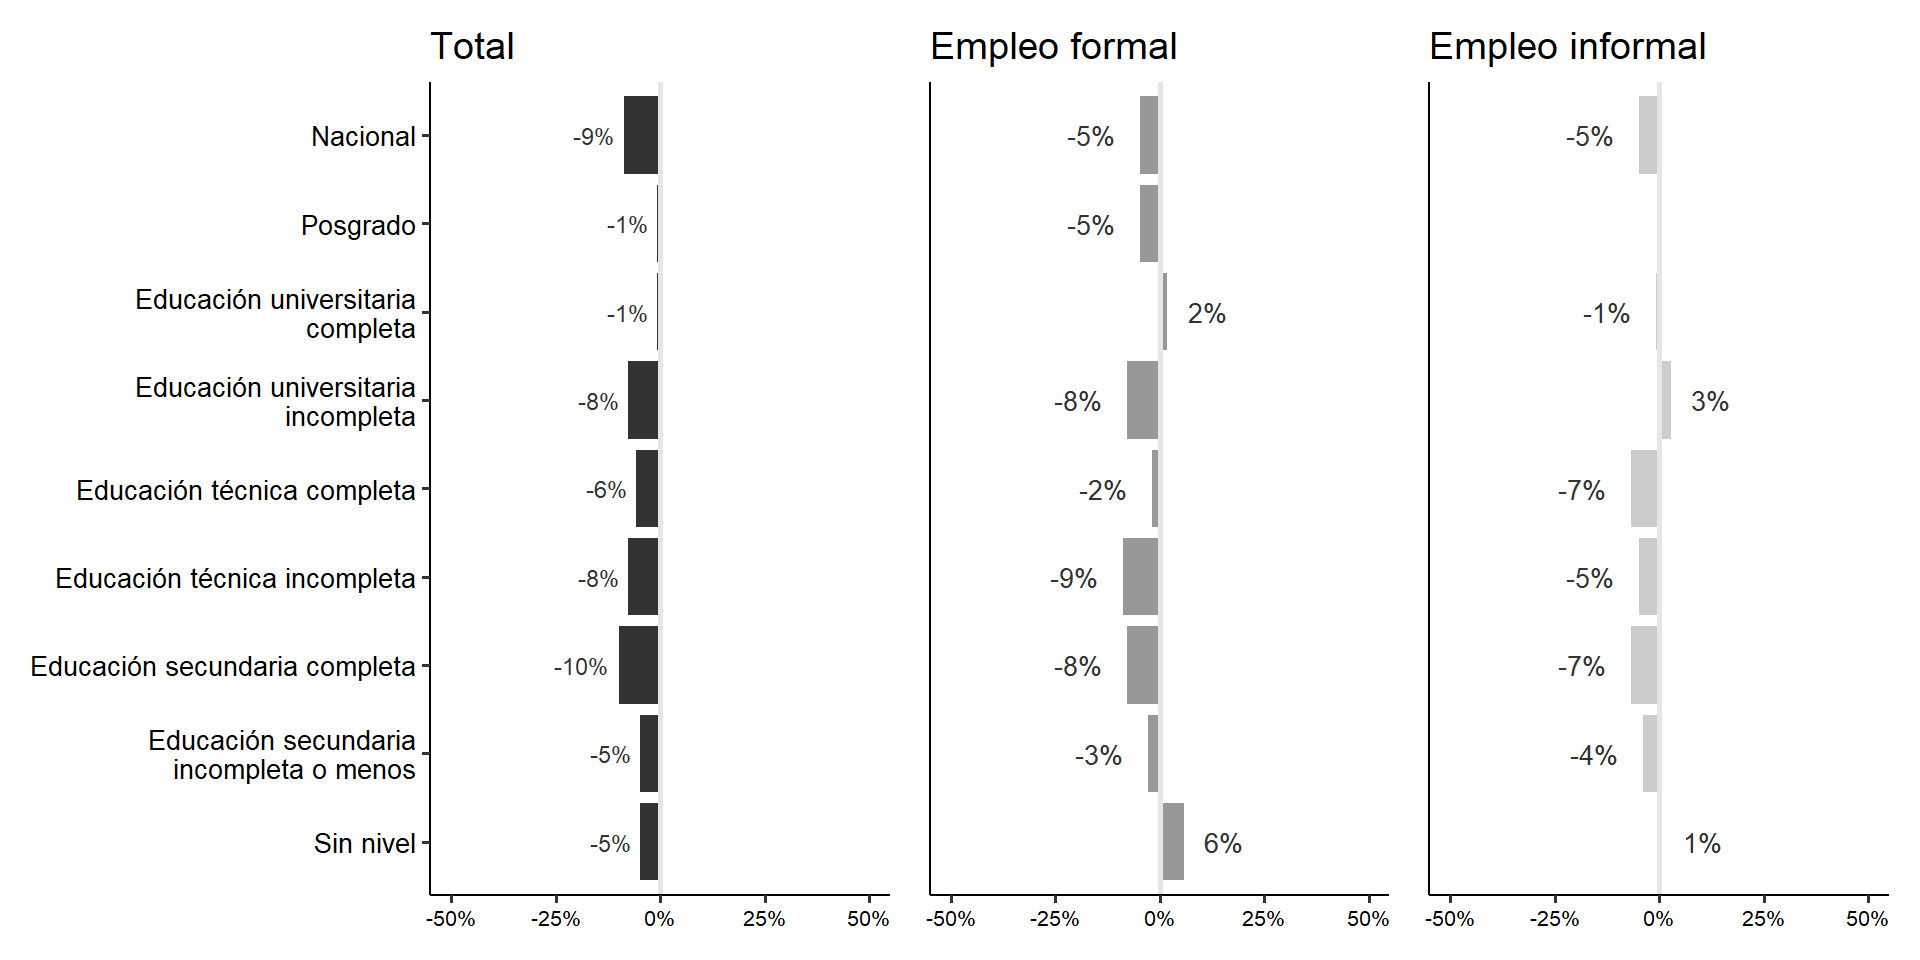 Total
Empleo formal
Empleo informal
Nacional
-9%
-5%
-5%
Posgrado
-1%
-5%
Educación universitaria
completa
-1%
2%
-1%
Educación universitaria
incompleta
-8%
-8%
3%
Educación técnica completa
-6%
-2%
-7%
Educación técnica incompleta
-8%
-9%
-5%
Educación secundaria completa
-10%
-8%
-7%
Educación secundaria
incompleta o menos
-5%
-3%
-4%
Sin nivel
-5%
6%
1%
-50% -25% 0% 25% 50%
-50% -25% 0% 25% 50%
-50% -25% 0% 25% 50%